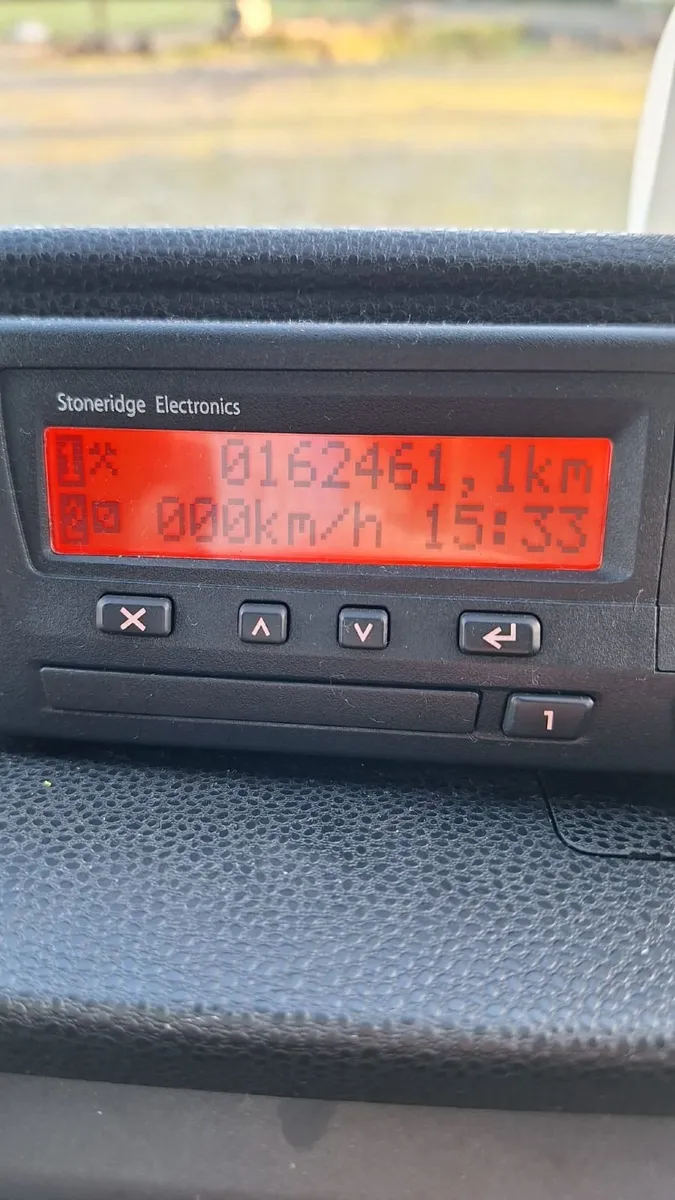 Stoneridge Electronics
1 0162461,1km
2 000km/h 15:33
1